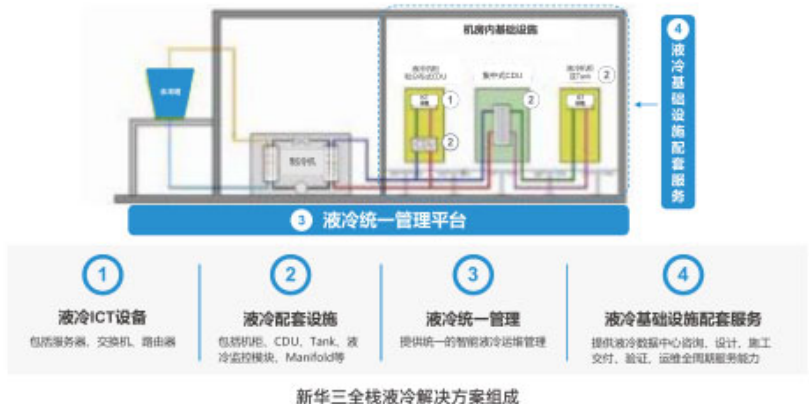 机房内基础设施
④
液冷基础设施配套服务
集中式CDU
②
①
②
②
制冷机
③ 液冷统一管理平台
① ② ③ ④
液冷ICT设备 液冷配套设施 液冷统一管理 液冷基础设施配套服务
包括服务器、交换机、路由器
包括机柜、CDU、Tank、液
冷监控模块、Manifold等
提供统一的智能液冷运维管理
提供液冷数据中心咨询、设计、施工
交付、验证、运维全周期服务能力
新华三全栈液冷解决方案组成